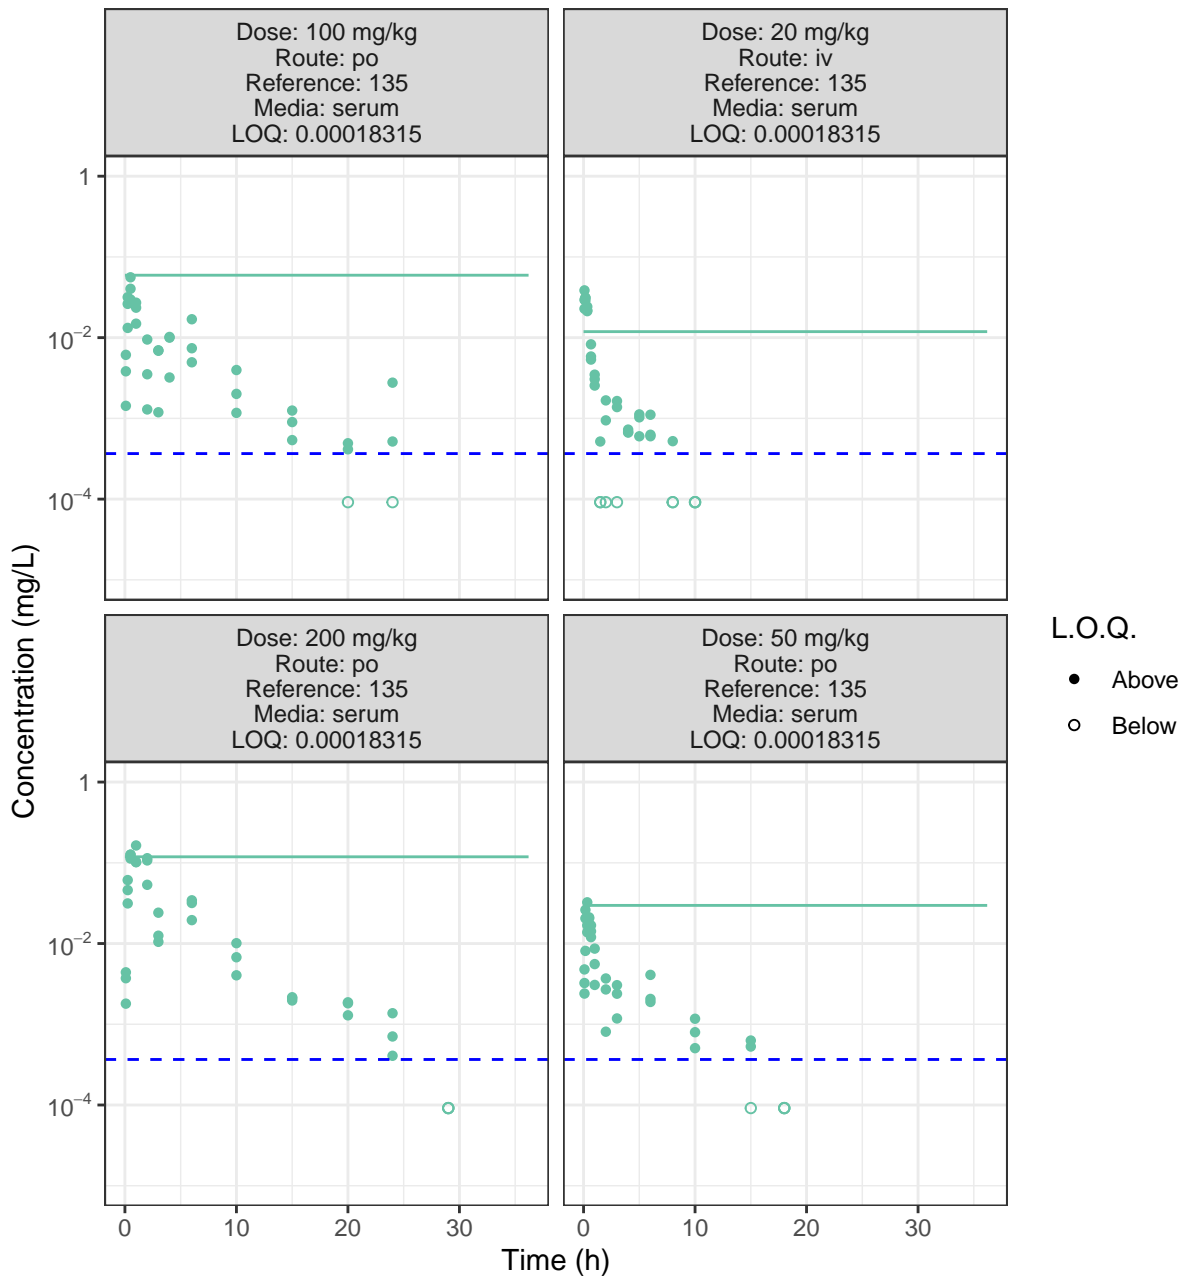 Dose: 100 mg/kg
Route: po
Reference: 135
Media: serum
LOQ: 0.00018315
Dose: 20 mg/kg
Route: iv
Reference: 135
Media: serum
LOQ: 0.00018315
1
10⁻²
10⁻⁴
Dose: 200 mg/kg
Route: po
Reference: 135
Media: serum
LOQ: 0.00018315
Dose: 50 mg/kg
Route: po
Reference: 135
Media: serum
LOQ: 0.00018315
1
10⁻²
10⁻⁴
0 10 20 30
0 10 20 30
Time (h)
Concentration (mg/L)
L.O.Q.
Above
Below